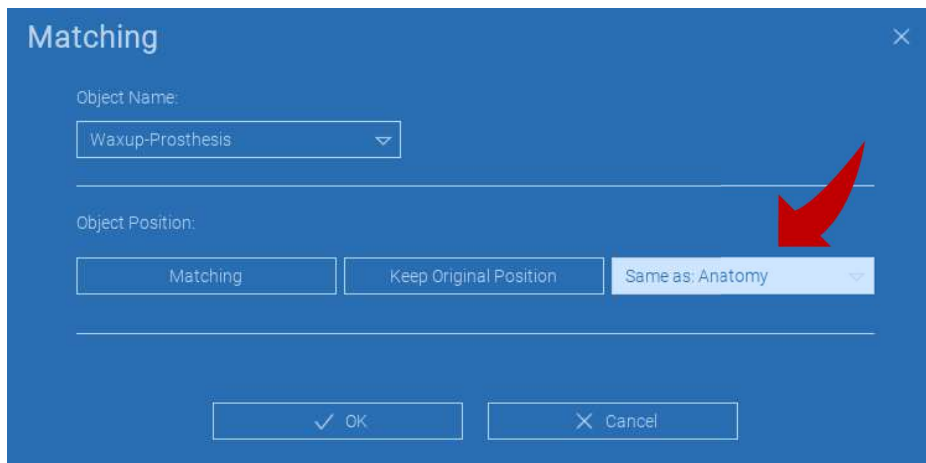 Matching
Object Name:
Waxup-Prosthesis
Object Position:
Matching
Keep Original Position
Same as: Anatomy
OK
Cancel